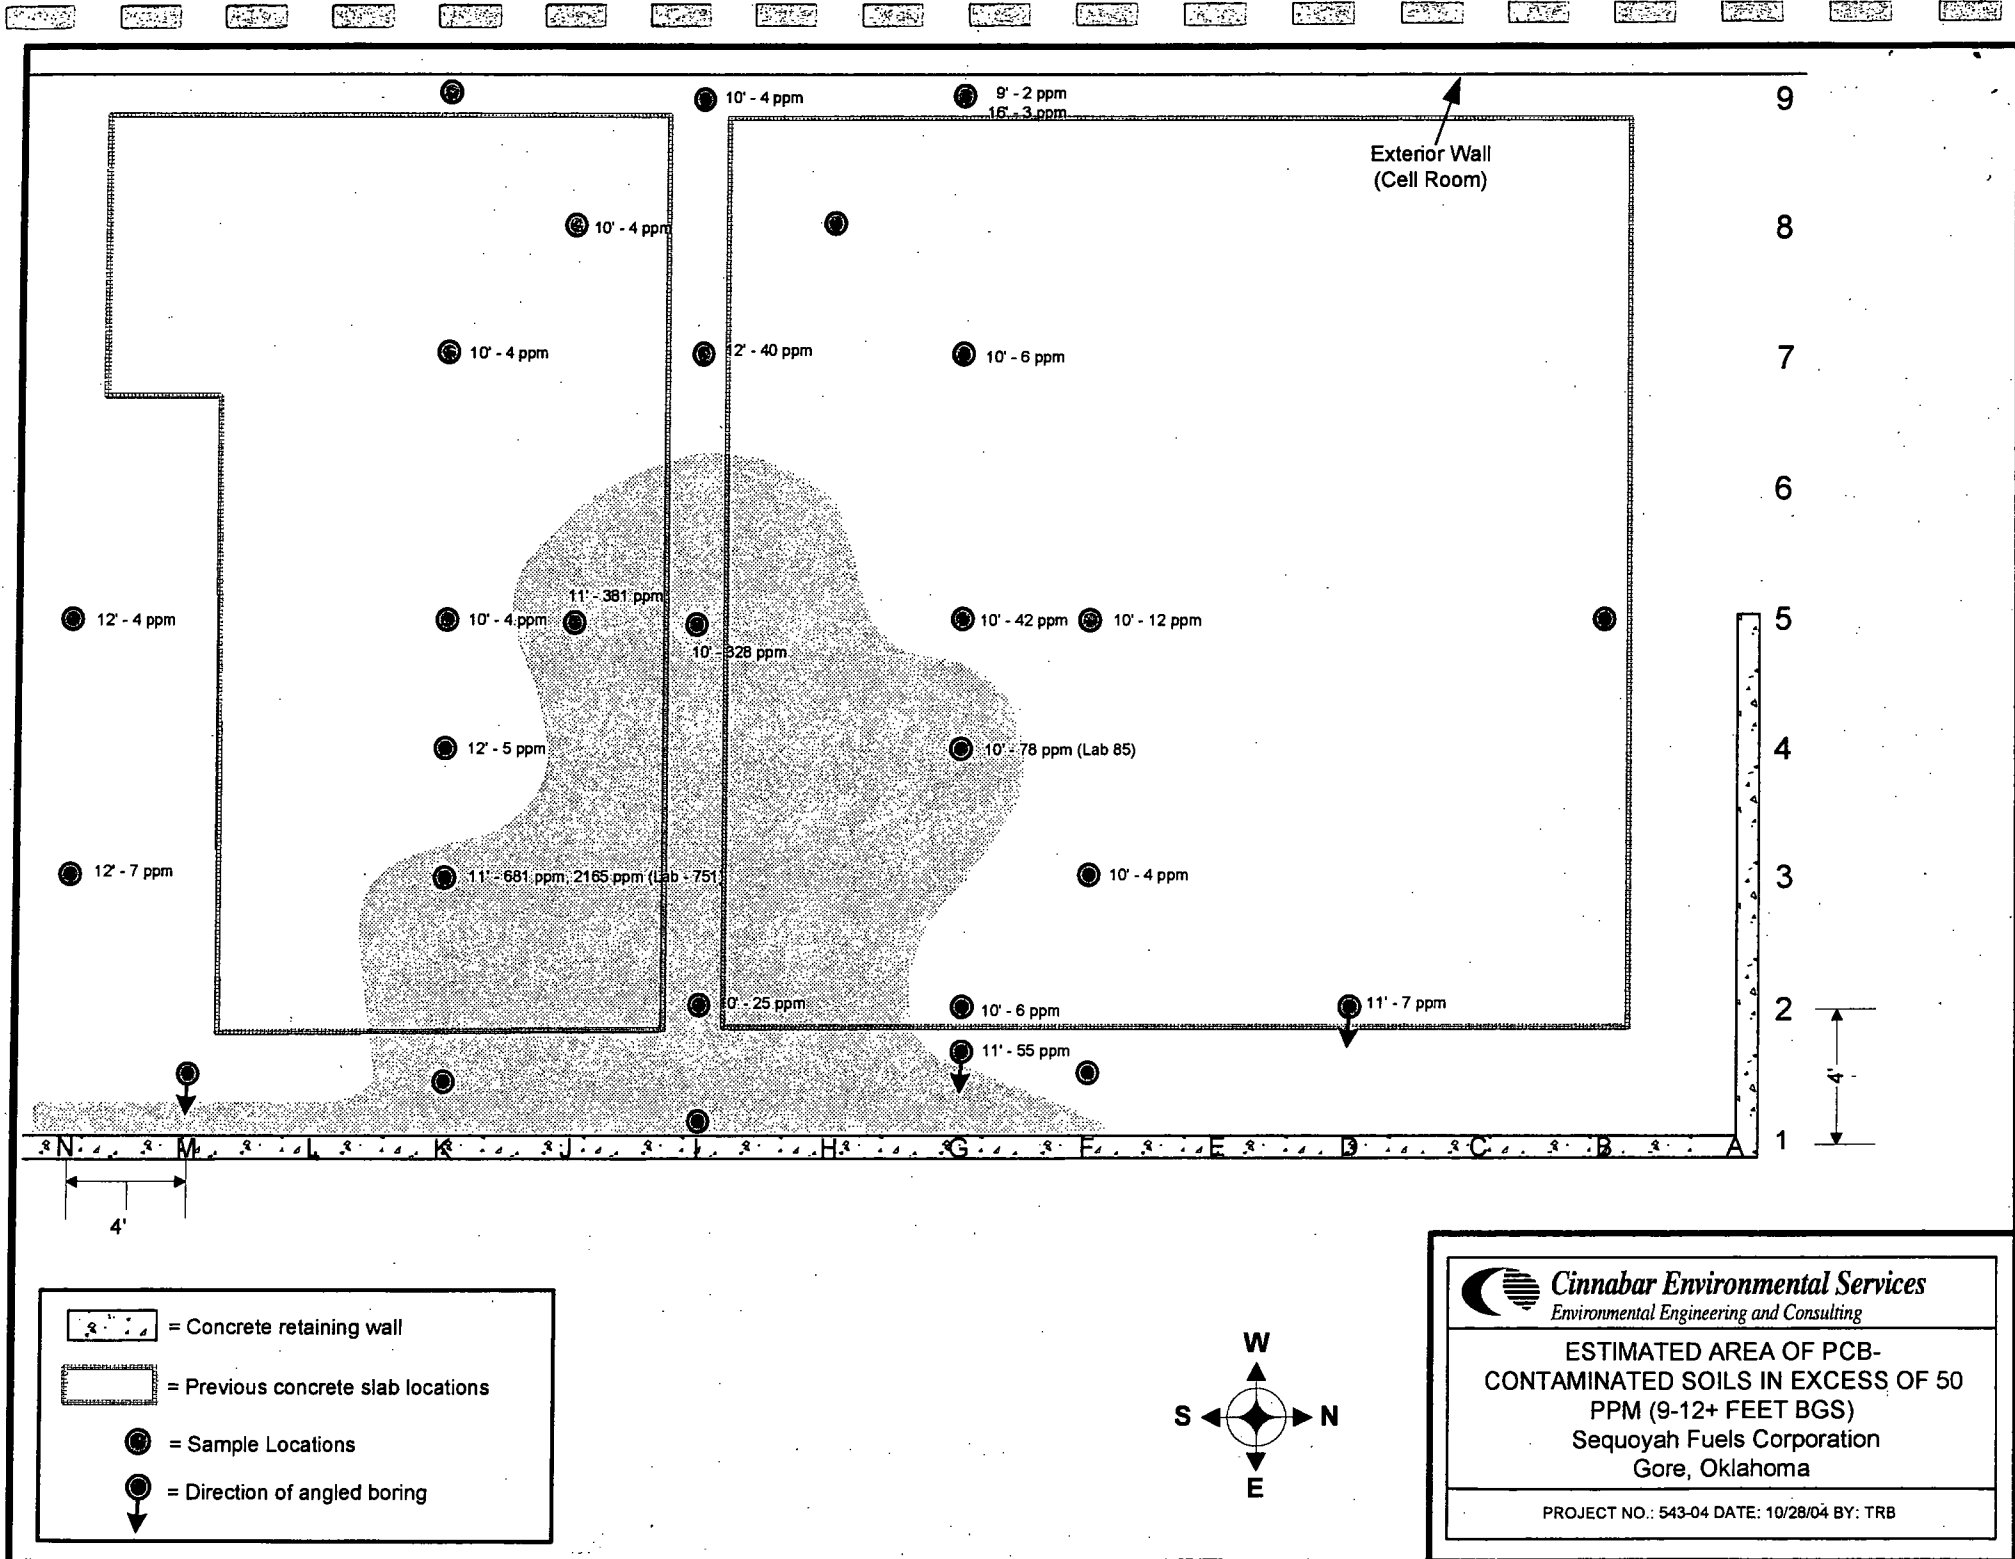 10' - 4 ppm
9' - 2 ppm
16' - 3 ppm
9
Exterior Wall
(Cell Room)
10' - 4 ppm
8
10' - 4 ppm
12' - 40 ppm
10' - 6 ppm
7
6
11' - 381 ppm
12' - 4 ppm
10' - 4 ppm
10' - 42 ppm
10' - 12 ppm
5
10' - 328 ppm
12' - 5 ppm
10' - 78 ppm (Lab 85)
4
12' - 7 ppm
11' - 681 ppm, 2165 ppm (Lab - 751)
10' - 4 ppm
3
10' - 25 ppm
10' - 6 ppm
11' - 7 ppm
2
11' - 55 ppm
4'
N M L K J I H G F E D C B A 1
4'
= Concrete retaining wall
= Previous concrete slab locations
= Sample Locations
= Direction of angled boring
W
S N
E
Cinnabar Environmental Services
Environmental Engineering and Consulting
ESTIMATED AREA OF PCB-
CONTAMINATED SOILS IN EXCESS OF 50
PPM (9-12+ FEET BGS)
Sequoyah Fuels Corporation
Gore, Oklahoma
PROJECT NO.: 543-04 DATE: 10/28/04 BY: TRB